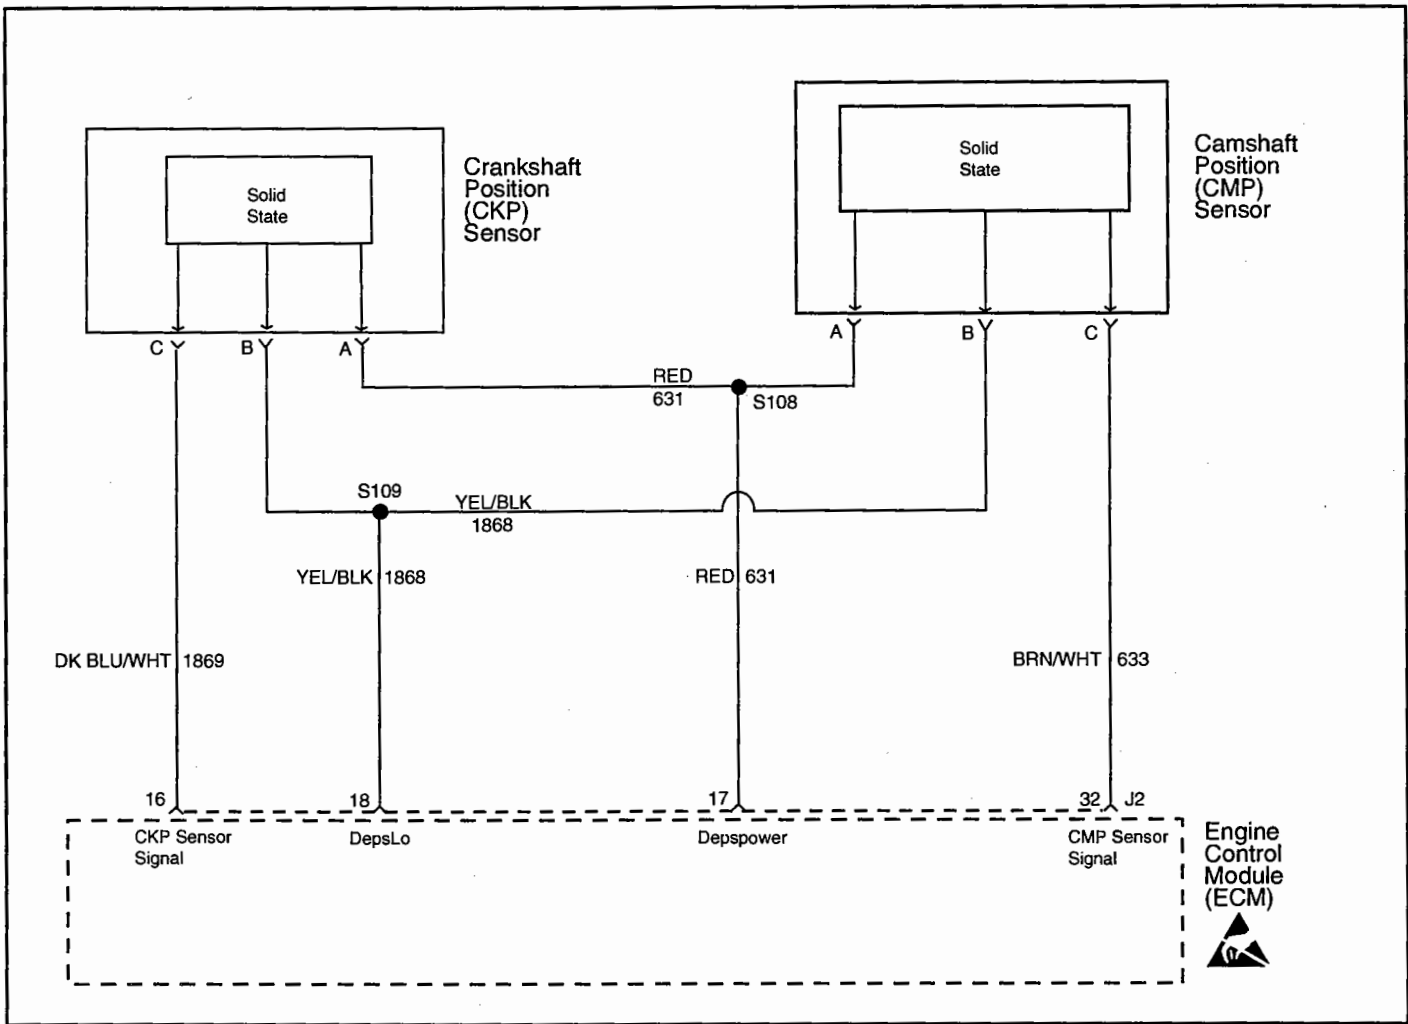 Solid
State
Crankshaft
Position
(CKP)
Sensor
Solid
State
Camshaft
Position
(CMP)
Sensor
C
B
A
A
B
C
RED
631
S108
S109
YEL/BLK
1868
YEL/BLK 1868
RED 631
DK BLU/WHT 1869
BRN/WHT 633
16
18
17
32 J2
CKP Sensor
Signal
DepsLo
Depspower
CMP Sensor
Signal
Engine
Control
Module
(ECM)